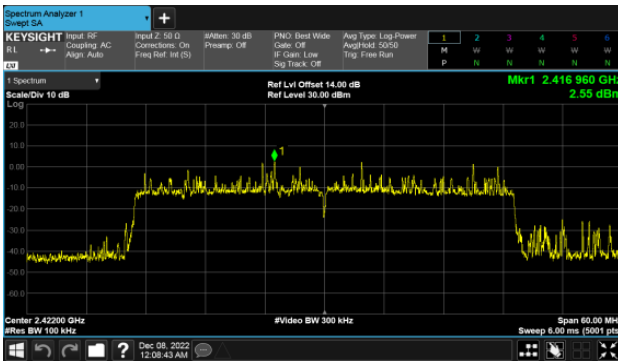 Spectrum Analyzer 1
Swept SA
+
KEYSIGHT
Input: RF
Input Z: 50 Ω
#Atten: 30 dB
PNO: Best Wide
Avg Type: Log-Power
1 2 3 4 5 6
RL
Coupling: AC
Corrections: On
Preamp: Off
Gate: Off
Avg|Hold: 50/50
M W W W W W
Align: Auto
Freq Ref: Int (S)
IF Gain: Low
Trig: Free Run
P N N N N N
Sig Track: Off
LXI
1 Spectrum
Ref Lvl Offset 14.00 dB
Mkr1 2.416 960 GHz
Scale/Div 10 dB
Ref Level 30.00 dBm
2.55 dBm
Log
20.0
10.0
1
0.00
-10.0
-20.0
-30.0
-40.0
-50.0
-60.0
Center 2.42200 GHz
#Video BW 300 kHz
Span 60.00 MH
#Res BW 100 kHz
Sweep 6.00 ms (5001 pts
?
Dec 08, 2022
12:08:43 AM